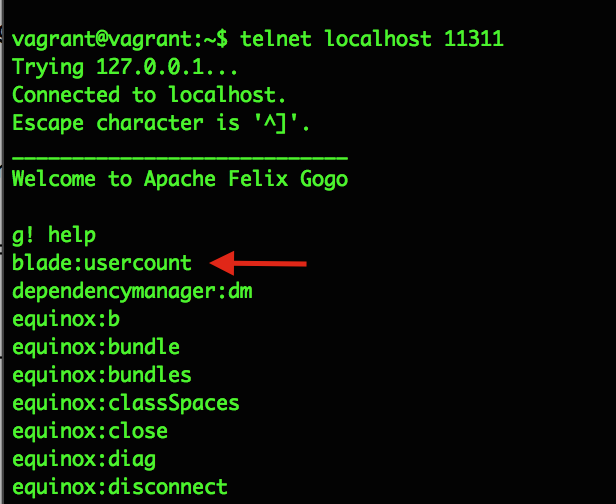 vagrant@vagrant:~$ telnet localhost 11311
Trying 127.0.0.1...
Connected to localhost.
Escape character is '^]'.
____________________________
Welcome to Apache Felix Gogo
g! help
blade:usercount
dependencymanager:dm
equinox:b
equinox:bundle
equinox:bundles
equinox:classSpaces
equinox:close
equinox:diag
equinox:disconnect